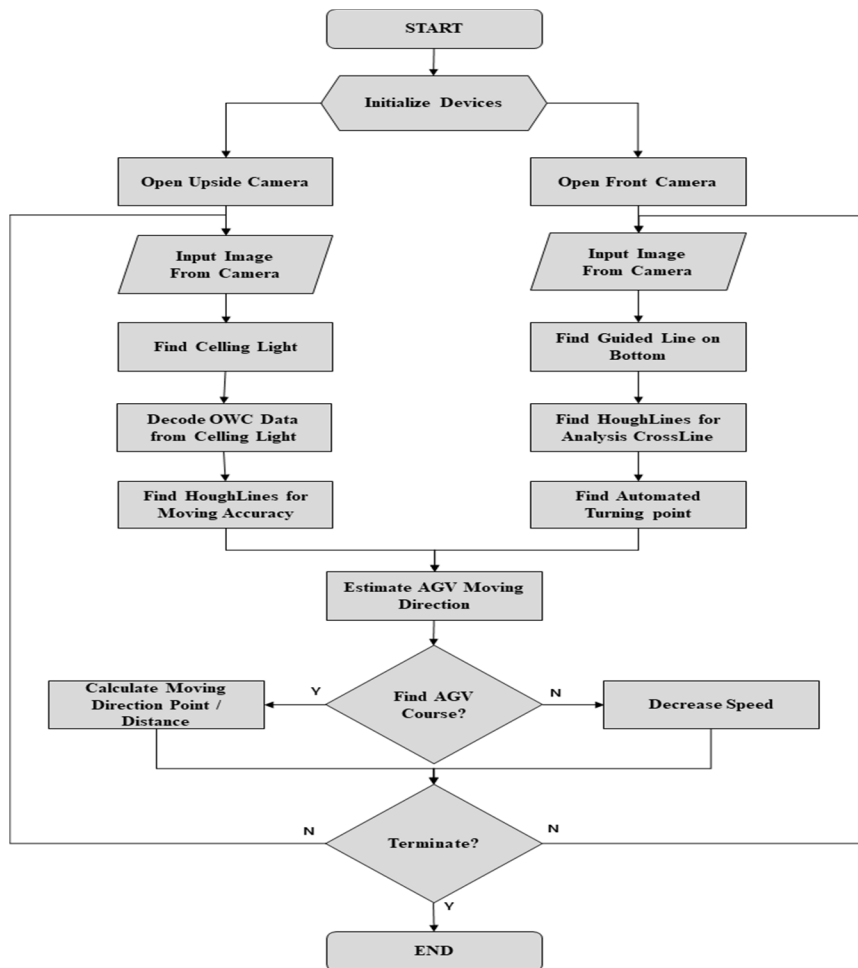 START
Initialize Devices
Open Upside Camera
Open Front Camera
Input Image
From Camera
Input Image
From Camera
Find Celling Light
Find Guided Line on
Bottom
Decode OWC Data
from Celling Light
Find HoughLines for
Analysis CrossLine
Find HoughLines for
Moving Accuracy
Find Automated
Turning point
Estimate AGV Moving
Direction
Calculate Moving
Direction Point /
Distance
Y
Find AGV
Course?
N
Decrease Speed
N
Terminate?
N
Y
END